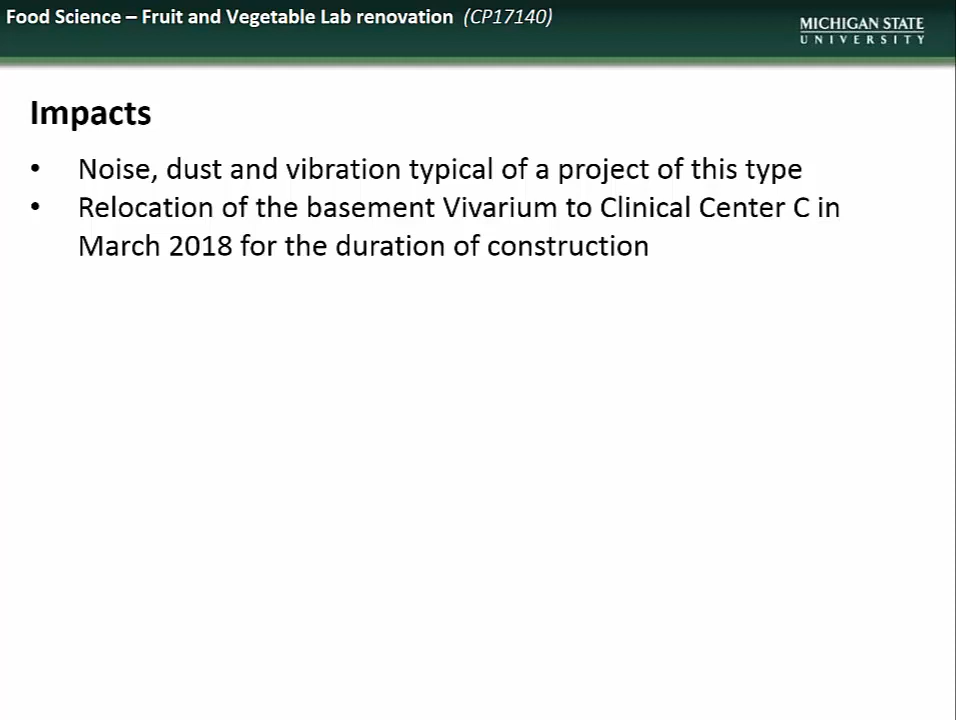 Food Science – Fruit and Vegetable Lab renovation (CP17140)
MICHIGAN STATE
UNIVERSITY
Impacts
• Noise, dust and vibration typical of a project of this type
• Relocation of the basement Vivarium to Clinical Center C in
March 2018 for the duration of construction